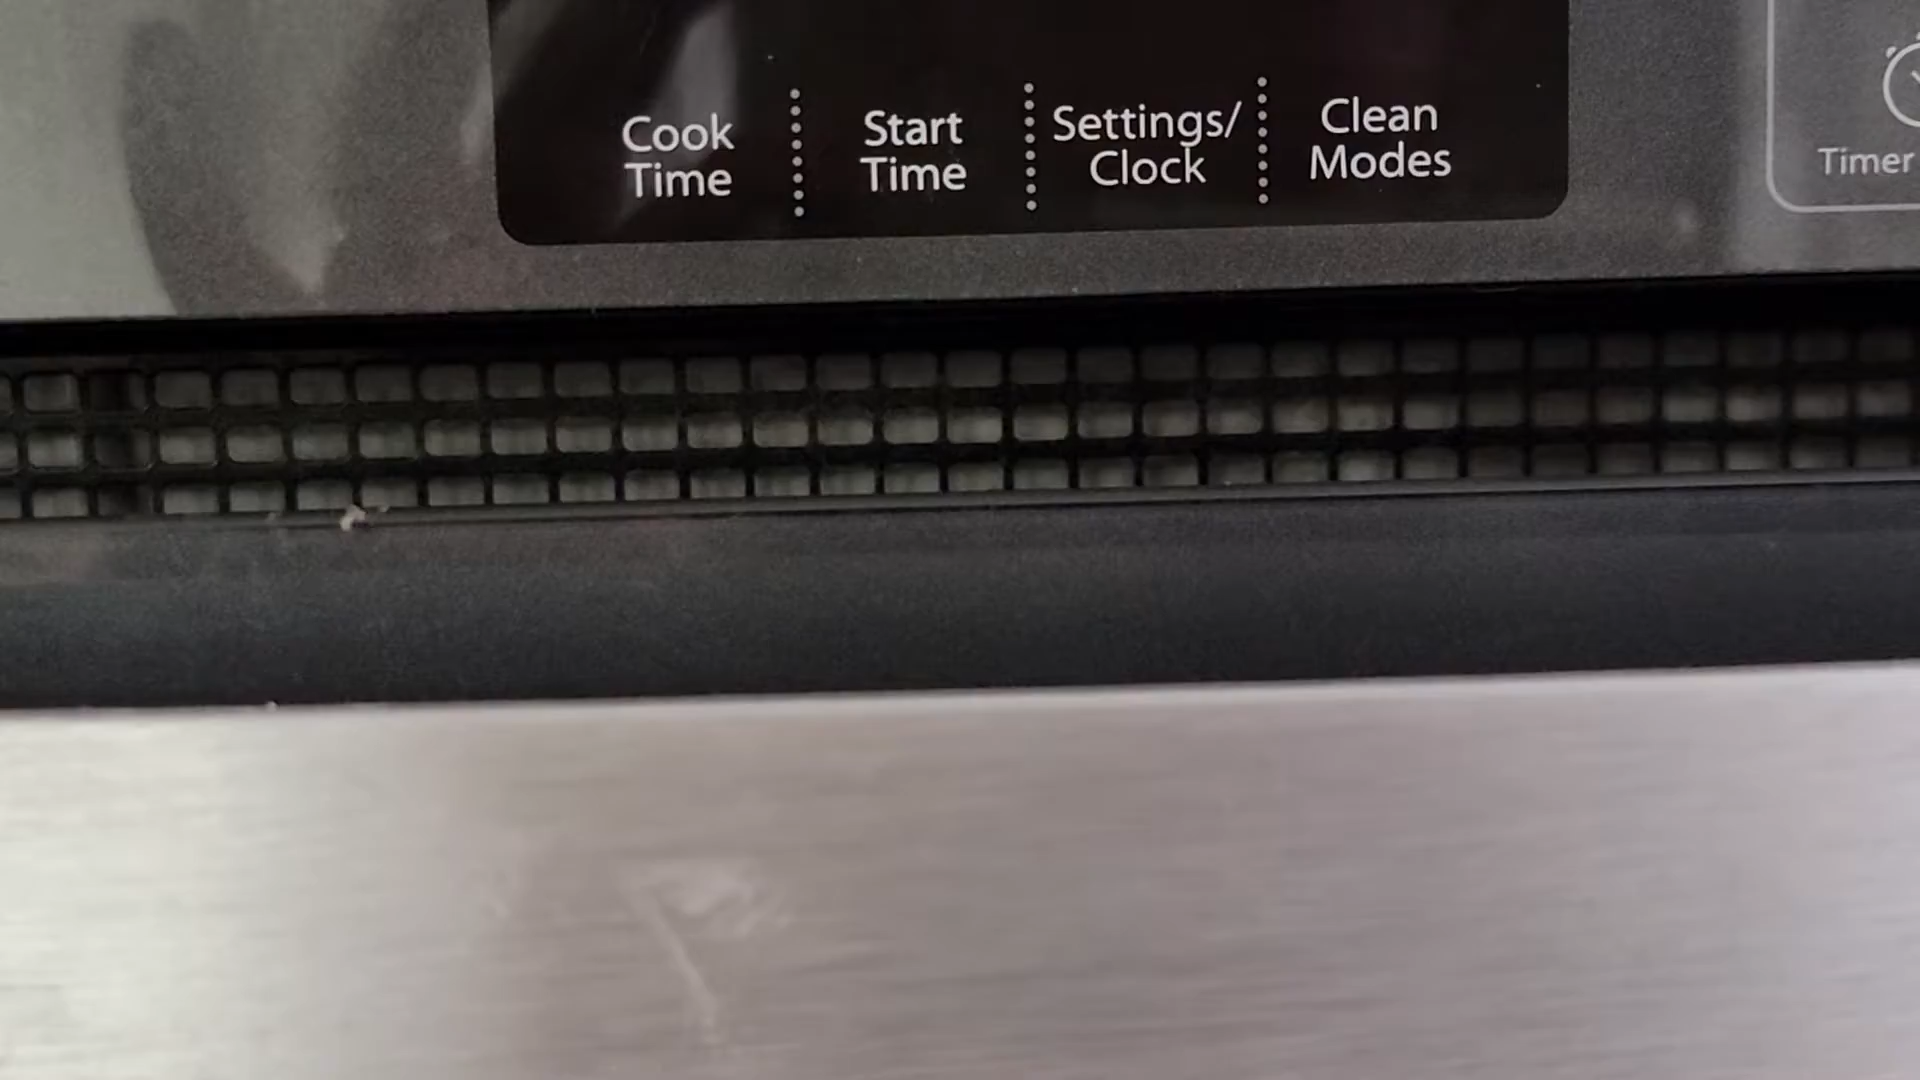 Cook
Time
Start
Time
Settings/
Clock
Clean
Modes
Timer